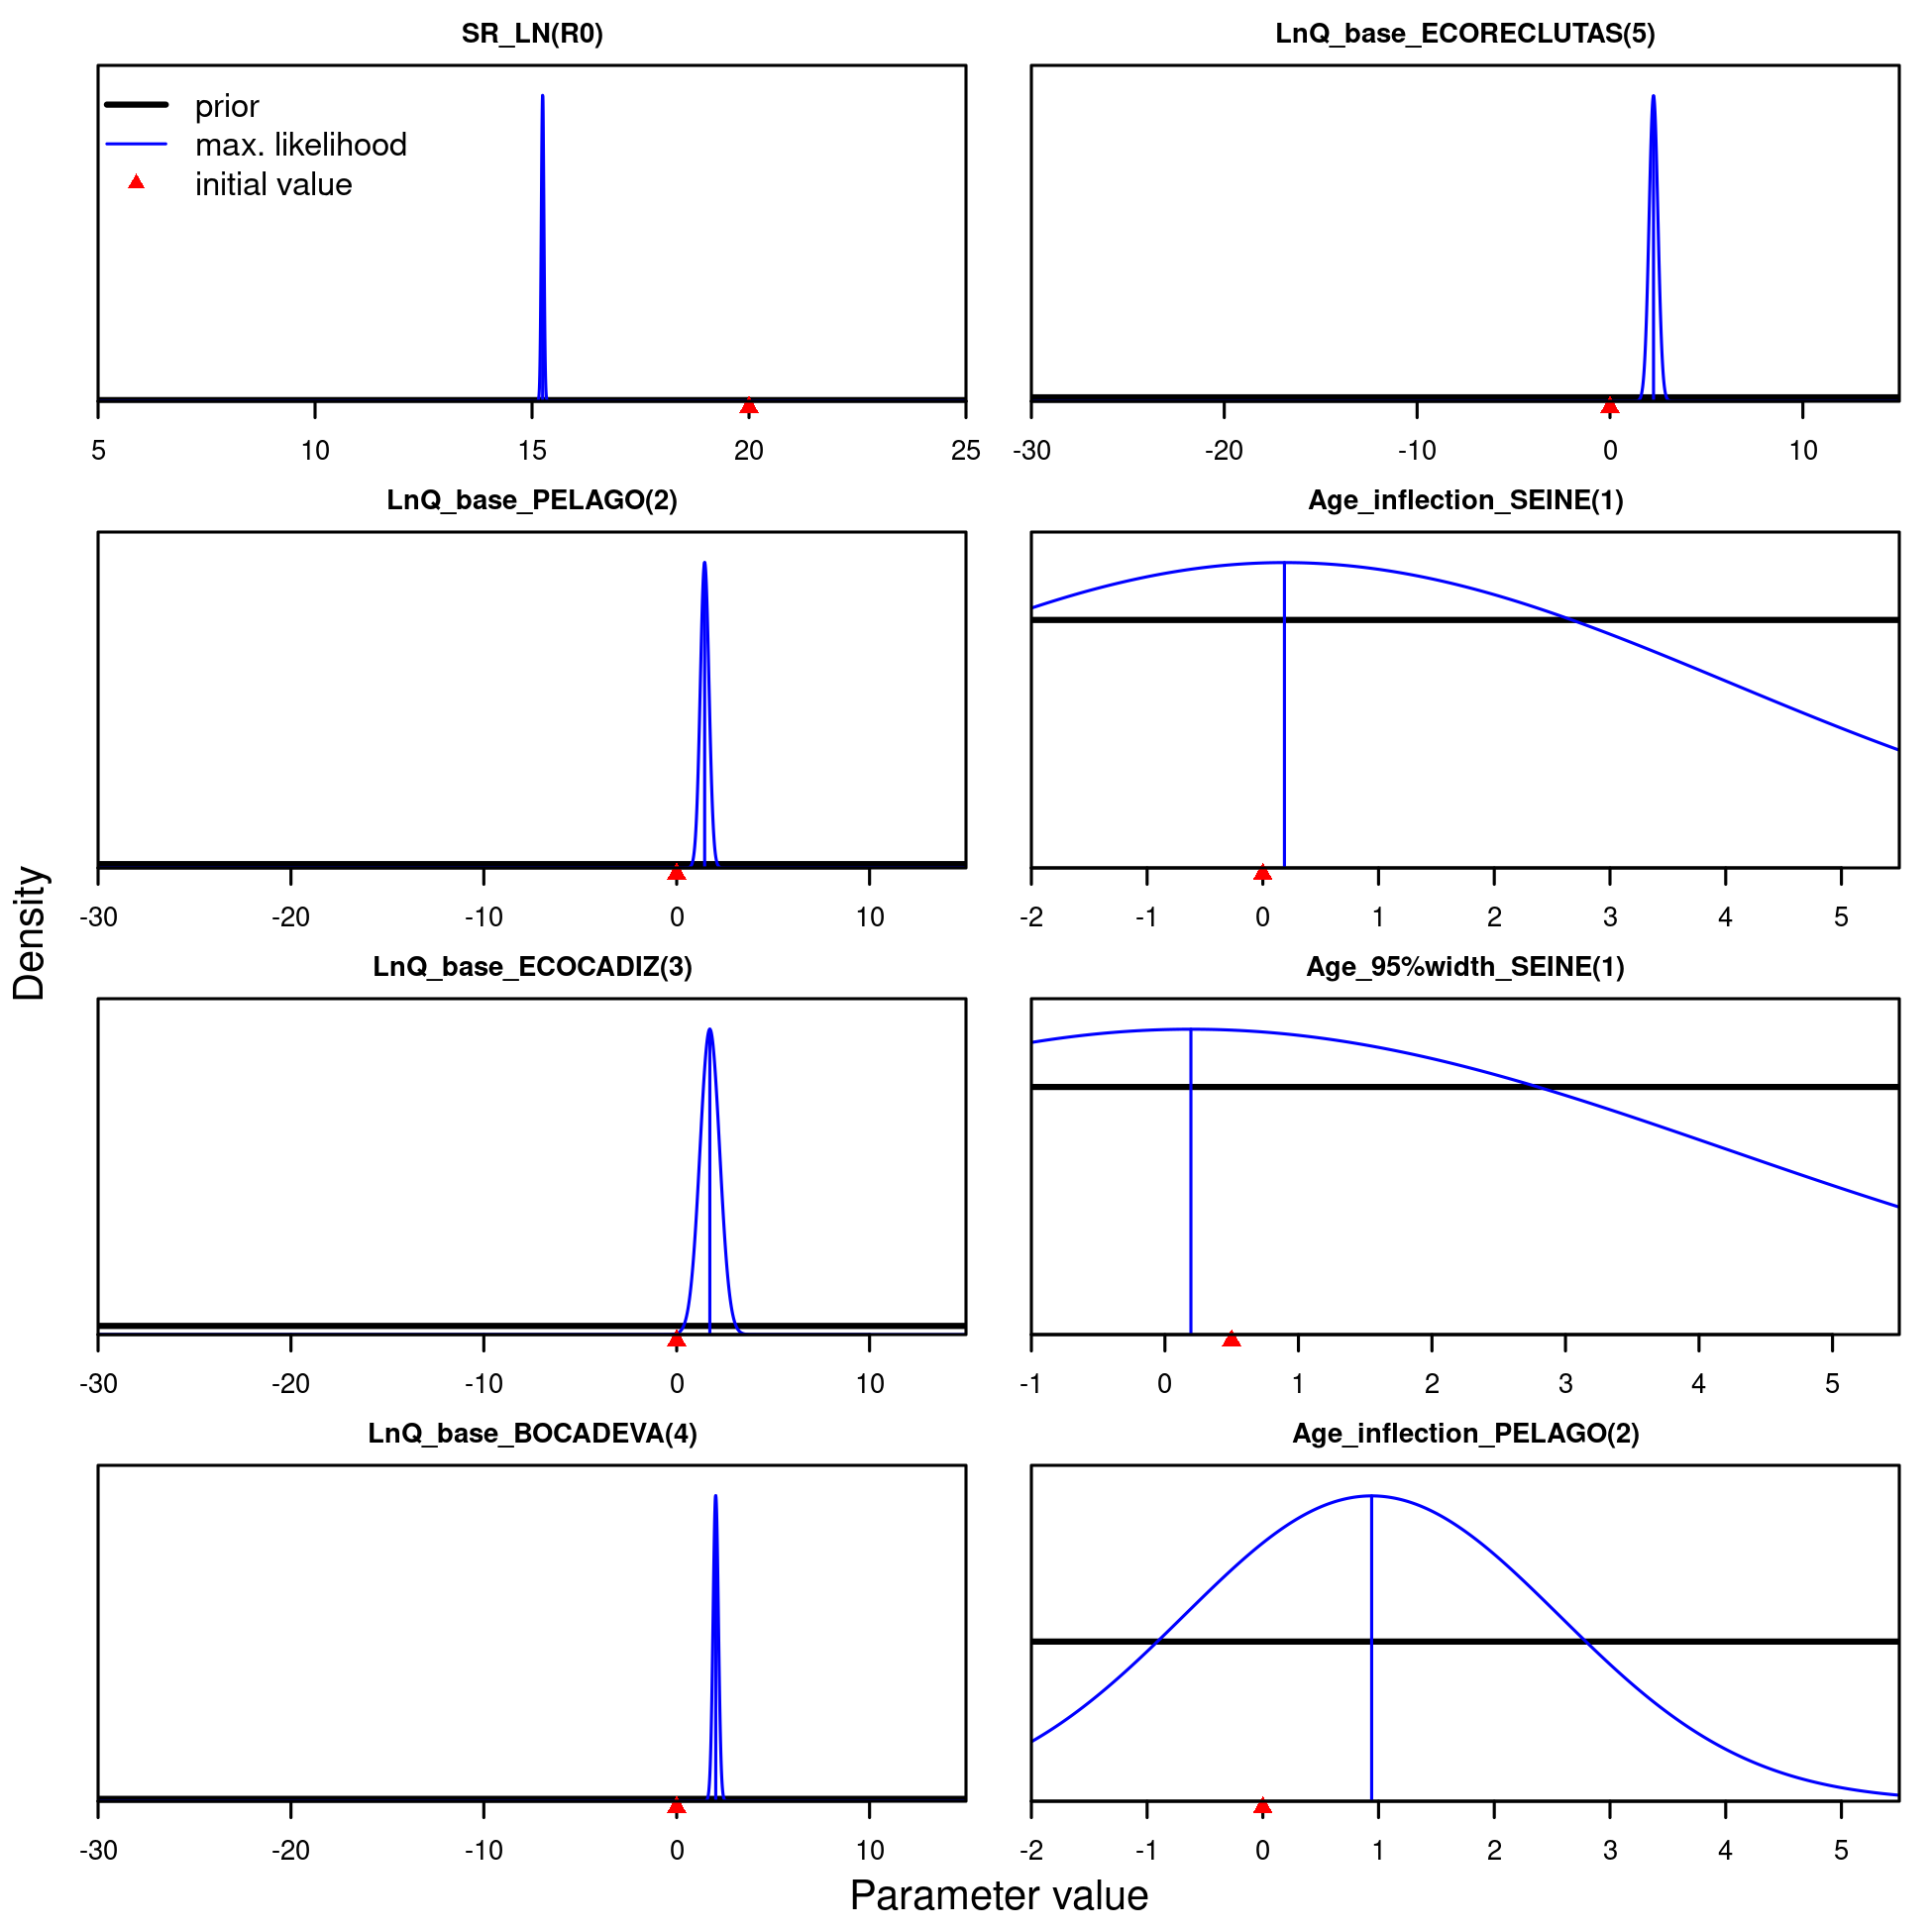 SR_LN(R0)
prior
max. likelihood
initial value
5 10 15 20 25
LnQ_base_ECORECLUTAS(5)
-30 -20 -10 0 10
LnQ_base_PELAGO(2)
-30 -20 -10 0 10
Age_inflection_SEINE(1)
-2 -1 0 1 2 3 4 5
LnQ_base_ECOCADIZ(3)
-30 -20 -10 0 10
Age_95%width_SEINE(1)
-1 0 1 2 3 4 5
LnQ_base_BOCADEVA(4)
-30 -20 -10 0 10
Age_inflection_PELAGO(2)
-2 -1 0 1 2 3 4 5
Density
Parameter value